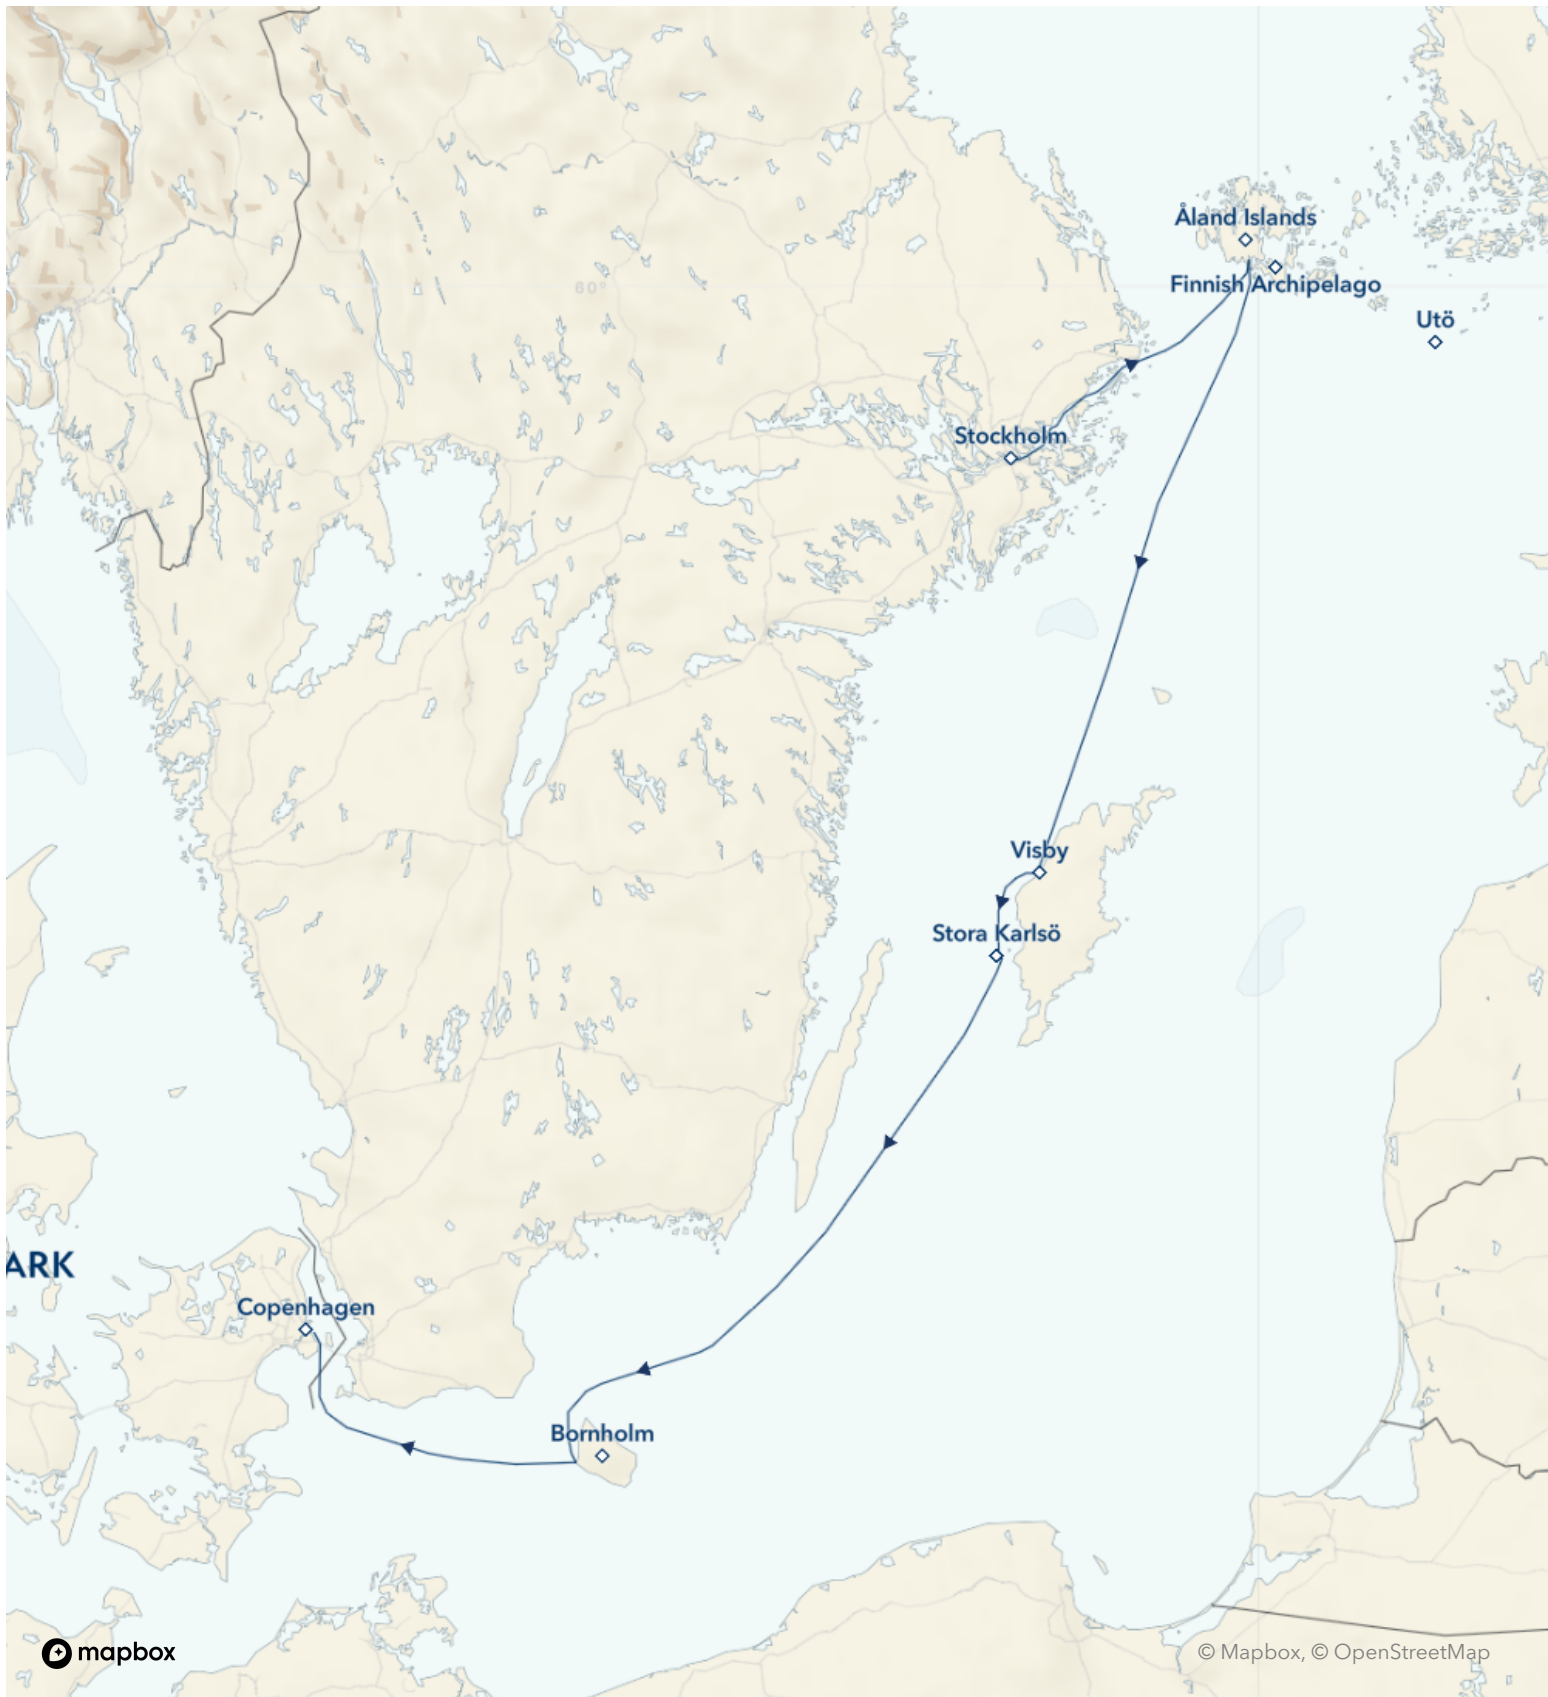 Åland Islands
Finnish Archipelago
60°
Utö
Stockholm
Visby
Stora Karlsö
ARK
Copenhagen
Bornholm
mapbox
© Mapbox, © OpenStreetMap